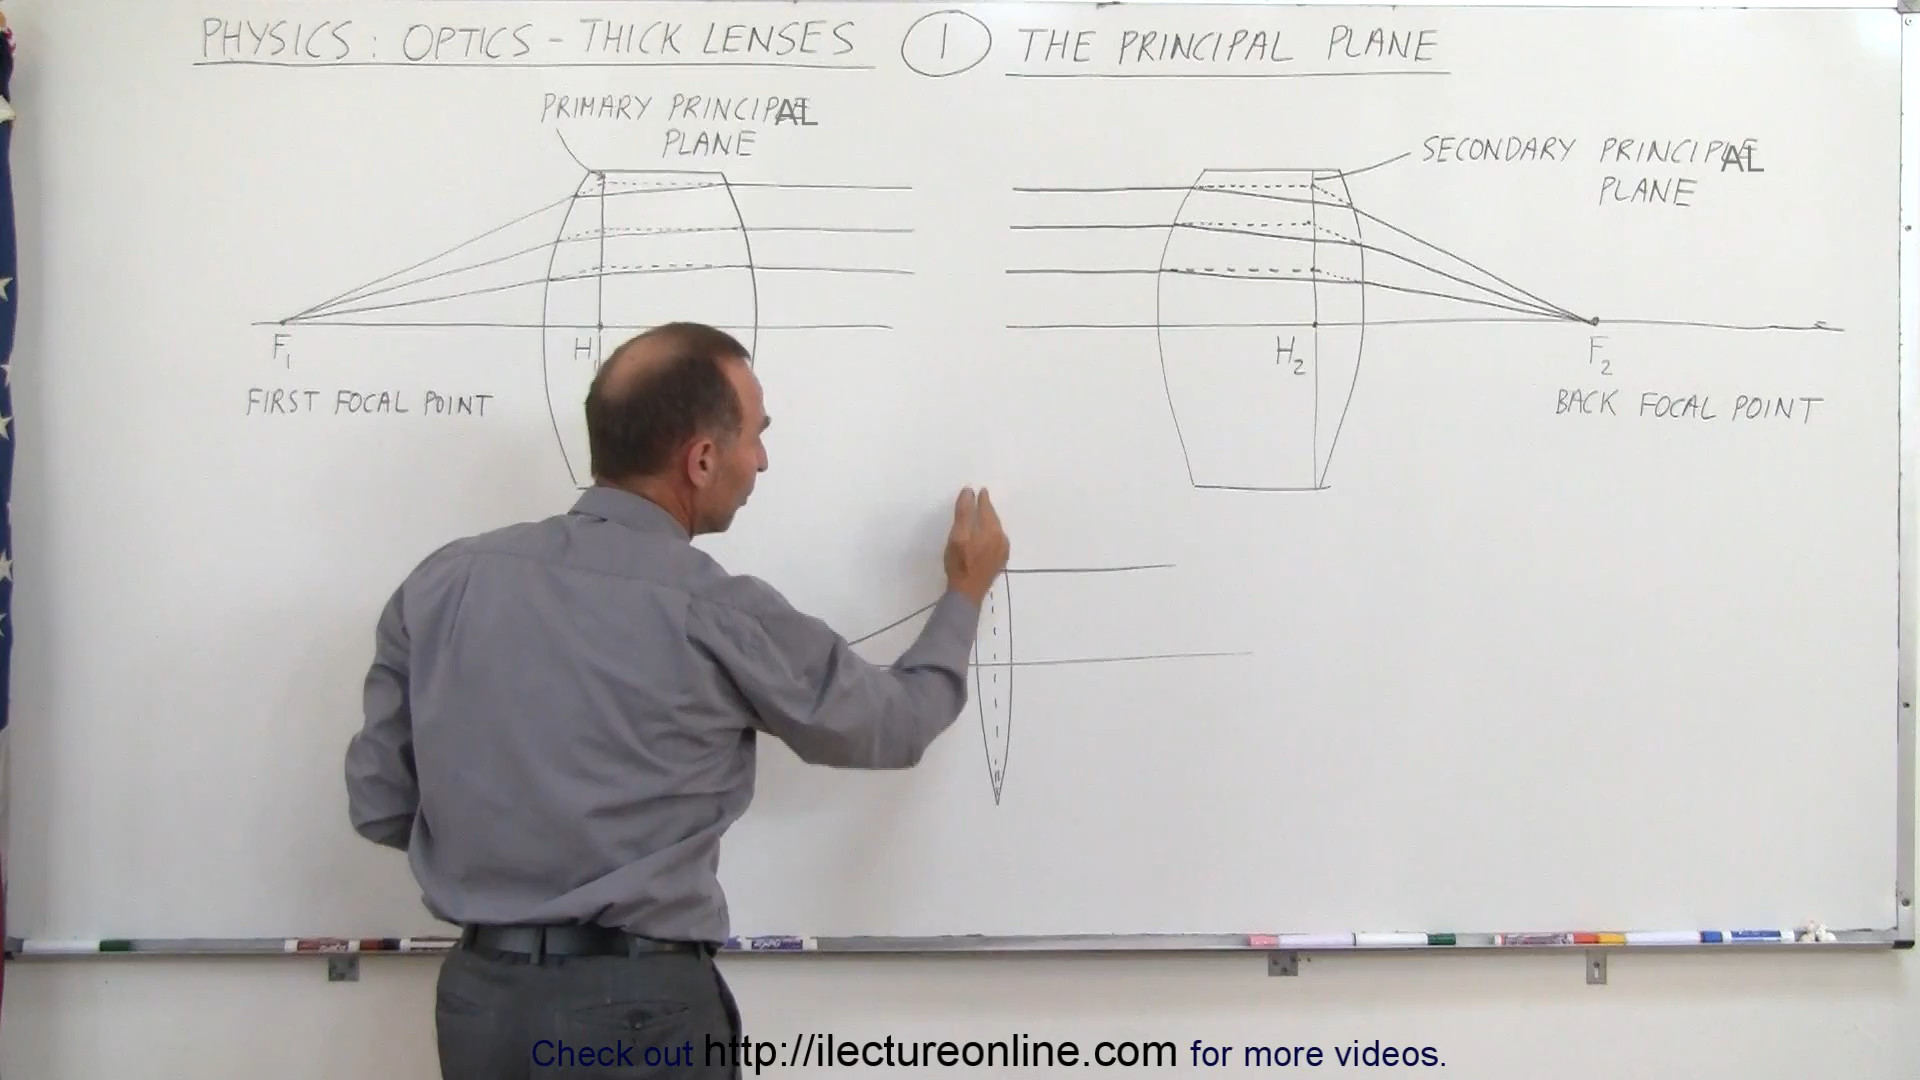 PHYSICS: OPTICS - THICK LENSES 1 THE PRINCIPAL PLANE
PRIMARY PRINCIPAL
PLANE
SECONDARY PRINCIPAL
PLANE
F1
H
H2
F2
FIRST FOCAL POINT
BACK FOCAL POINT
Check out http://ilectureonline.com for more videos.